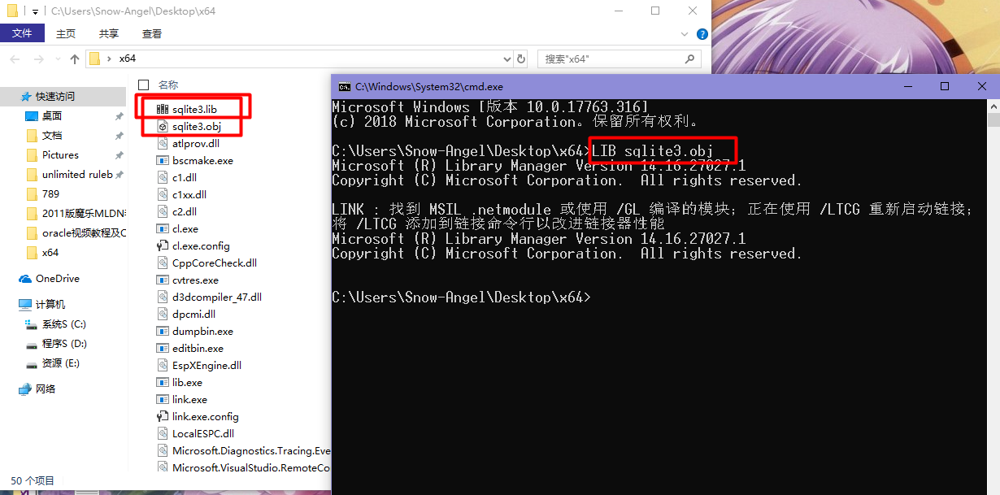 C:\Users\Snow-Angel\Desktop\x64
文件
主页
共享
查看
x64
搜索"x64"
快速访问
桌面
文档
Pictures
unlimited ruleb
789
2011版魔乐MLDN
oracle视频教程及C
x64
OneDrive
计算机
系统S (C:)
程序S (D:)
资源 (E:)
网络
名称
sqlite3.lib
sqlite3.obj
atlprov.dll
bscmake.exe
c1.dll
c1xx.dll
c2.dll
cl.exe
cl.exe.config
CppCoreCheck.dll
cvtres.exe
d3dcompiler_47.dll
dpcmi.dll
dumpbin.exe
editbin.exe
EspXEngine.dll
lib.exe
link.exe
link.exe.config
LocalESPC.dll
Microsoft.Diagnostics.Tracing.Eve
Microsoft.VisualStudio.RemoteCo
50 个项目
C:\Windows\System32\cmd.exe
Microsoft Windows [版本 10.0.17763.316]
(c) 2018 Microsoft Corporation。保留所有权利。
C:\Users\Snow-Angel\Desktop\x64>LIB sqlite3.obj
Microsoft (R) Library Manager Version 14.16.27027.1
Copyright (C) Microsoft Corporation.  All rights reserved.
LINK : 找到 MSIL .netmodule 或使用 /GL 编译的模块；正在使用 /LTCG 重新启动链接；
将 /LTCG 添加到链接命令行以改进链接器性能
Microsoft (R) Library Manager Version 14.16.27027.1
Copyright (C) Microsoft Corporation.  All rights reserved.
C:\Users\Snow-Angel\Desktop\x64>